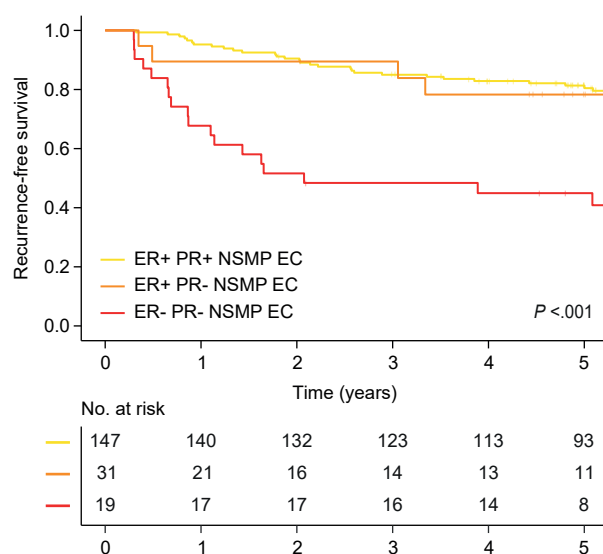 Recurrence-free survival
1.0
0.8
0.6
0.4
0.2
0.0
ER+ PR+ NSMP EC
ER+ PR- NSMP EC
ER- PR- NSMP EC
P <.001
0 1 2 3 4 5
Time (years)
No. at risk
147 140 132 123 113 93
31 21 16 14 13 11
19 17 17 16 14 8
0 1 2 3 4 5